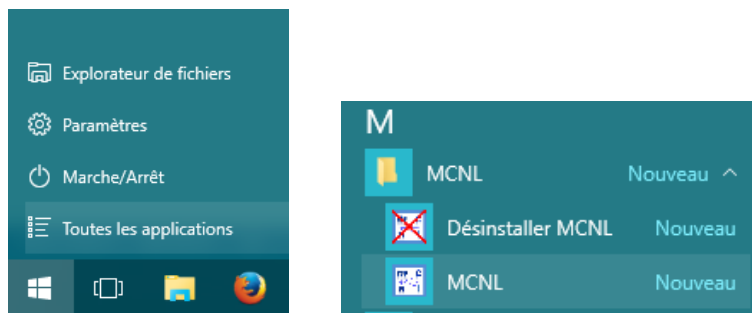 Explorateur de fichiers
Paramètres
Marche/Arrêt
Toutes les applications
M
MCNL Nouveau
Désinstaller MCNL Nouveau
MCNL Nouveau